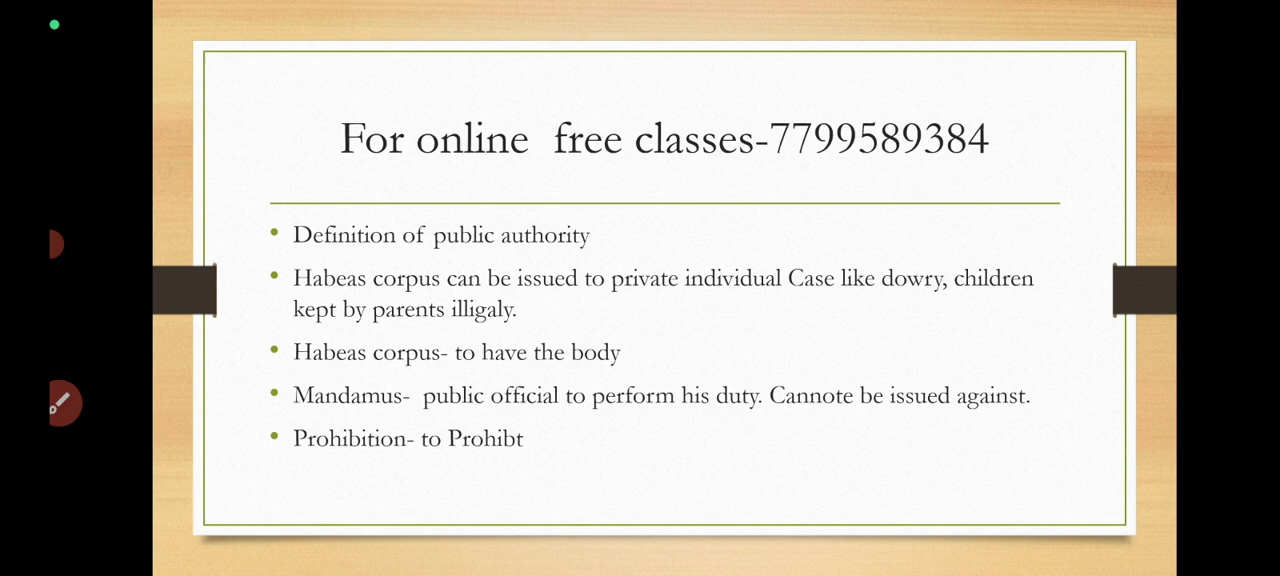 For online  free classes-7799589384
Definition of public authority
Habeas corpus can be issued to private individual Case like dowry, children
kept by parents illigaly.
Habeas corpus- to have the body
Mandamus-  public official to perform his duty. Cannote be issued against.
Prohibition- to Prohibt